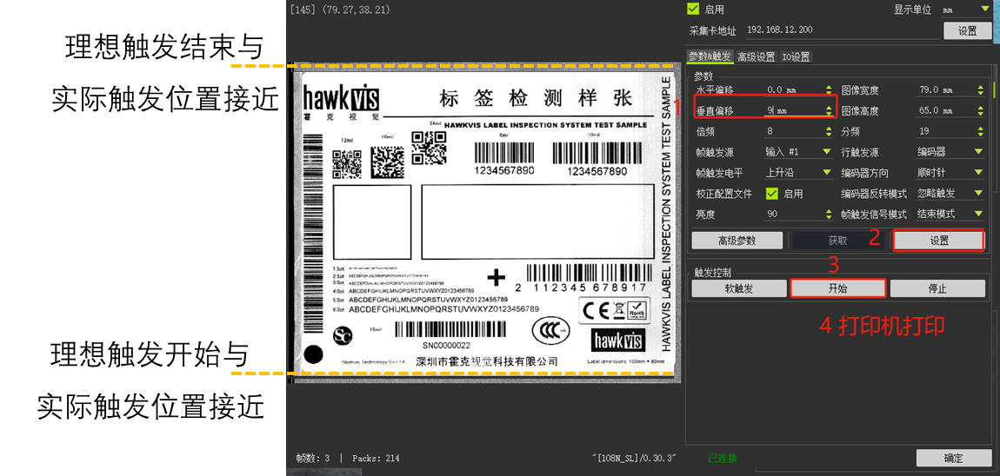 理想触发结束与
实际触发位置接近
理想触发开始与
实际触发位置接近
[145] (79.27,38.21)
hawkvis
霍 克 视 觉
标 签 检 测 样 张
24mil HAWKVIS LABEL INSPECTION SYSTEM TEST SAMPLE
12mil
16mil
6mil
10mil
1234567890
1234567890
HAWKVIS LABEL INSPECTION SYSTEM TEST SAMPLE
HAWKVIS LABEL INSPECTION SYSTEM TEST SAMPLE
1.5pt
2.5pt
3.0pt ABCDEFGHIJKLMNOPQRSTUVWXYZ0123456789
4.0pt ABCDEFGHIJKLMNOPQRSTUVWXYZ0123456789
5.0pt ABCDEFGHIJKLMNOPQRSTUVWXYZ0123456789
6.0pt ABCDEFGHIJKLMNOPQRSTUVWXYZ0123456789
+
2 112345 678917
CE
RoHS
SC
10mil
SN00000022
CCC
hawkvis
Hawkvis Technology Co.Ltd
深圳市霍克视觉科技有限公司
Label dimensions: 100mm * 80mm
帧数: 3 | Packs: 214
"[108N_SL]/0.30.3"
已连接
确定
启用
显示单位 mm
采集卡地址 192.168.12.200
设置
参数&触发 高级设置 IO设置
参数
水平偏移 0.0 mm 图像宽度 79.0 mm
1
垂直偏移 9 mm 图像高度 65.0 mm
倍频 8 分频 19
帧触发源 输入 #1 行触发源 编码器
帧触发电平 上升沿 编码器方向 顺时针
校正配置文件 启用 编码器反转模式 忽略触发
亮度 90 帧触发信号模式 结束模式
高级参数 获取 2 设置
3
触发控制
软触发 开始 停止
4 打印机打印